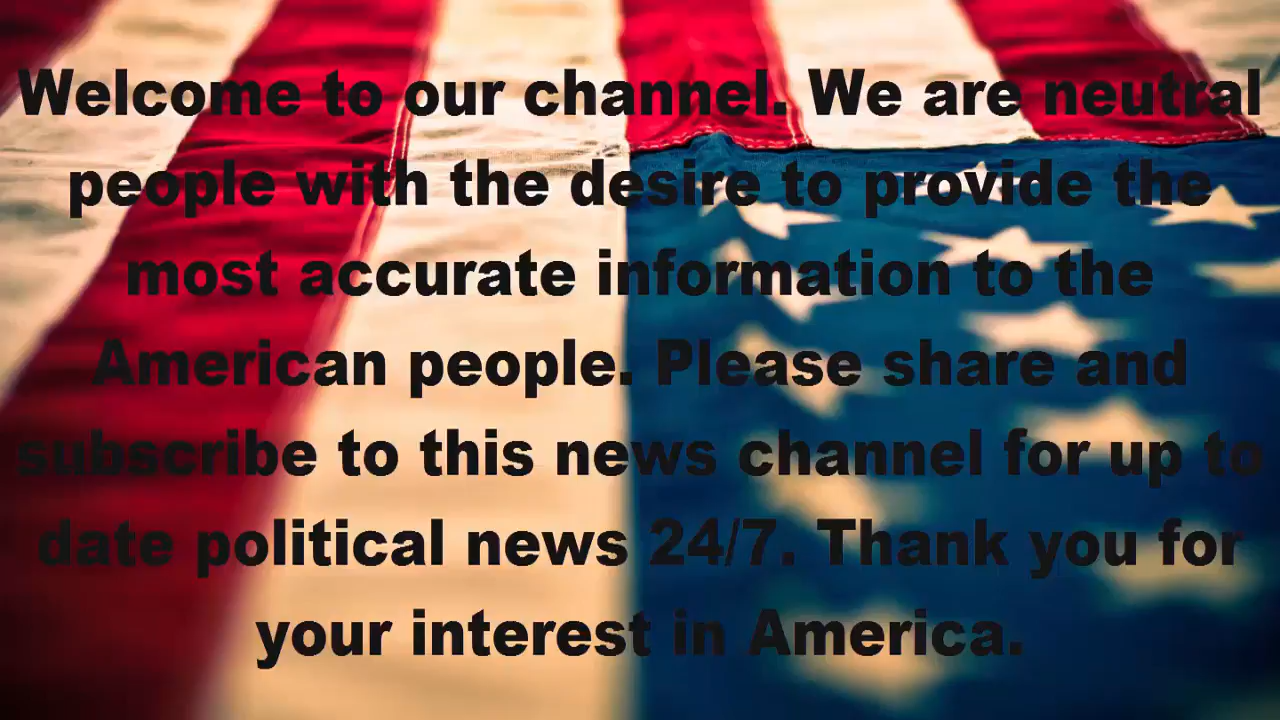 Welcome to our channel. We are neutral
people with the desire to provide the
most accurate information to the
American people. Please share and
subscribe to this news channel for up to
date political news 24/7. Thank you for
your interest in America.